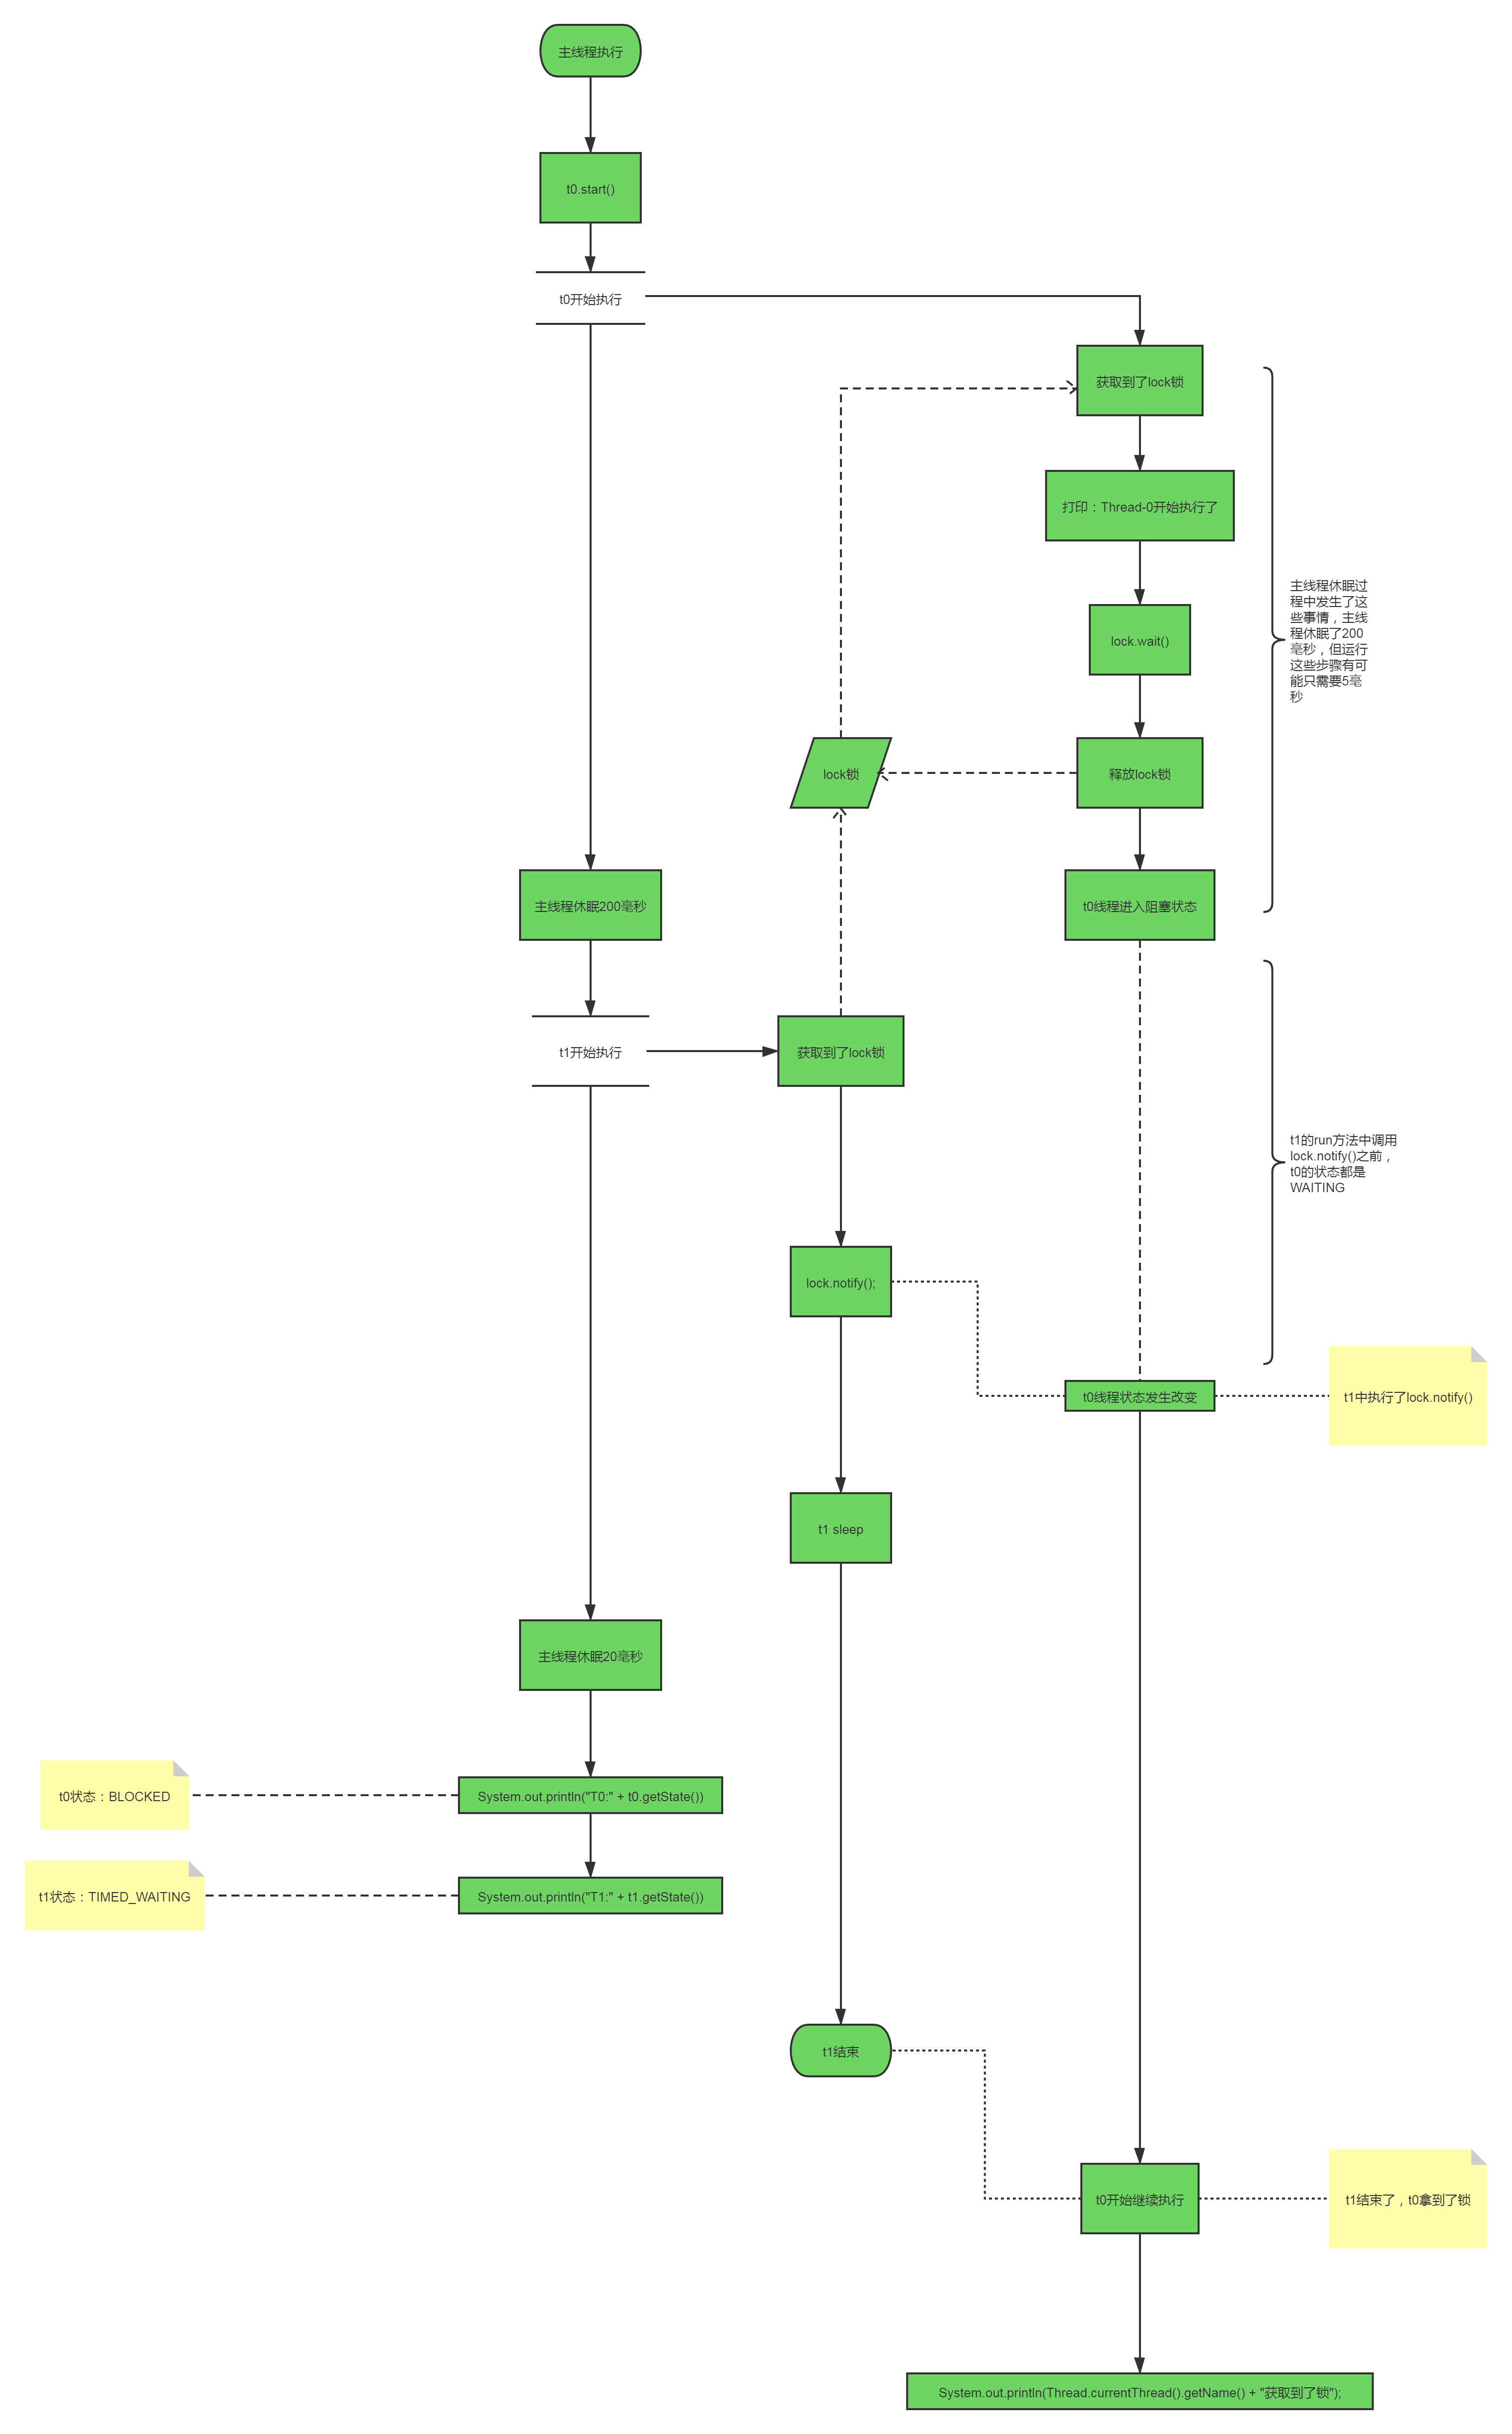 主线程执行
t0.start()
t0开始执行
获取到了lock锁
打印：Thread-0开始执行了
lock.wait()
主线程休眠过
程中发生了这
些事情，主线
程休眠了200
毫秒，但运行
这些步骤有可
能只需要5毫
秒
lock锁
释放lock锁
主线程休眠200毫秒
t0线程进入阻塞状态
t1开始执行
获取到了lock锁
t1的run方法中调用
lock.notify()之前，
t0的状态都是
WAITING
lock.notify();
t0线程状态发生改变
t1中执行了lock.notify()
t1 sleep
主线程休眠20毫秒
t0状态：BLOCKED
System.out.println("T0:" + t0.getState())
t1状态：TIMED_WAITING
System.out.println("T1:" + t1.getState())
t1结束
t0开始继续执行
t1结束了，t0拿到了锁
System.out.println(Thread.currentThread().getName() + "获取到了锁");